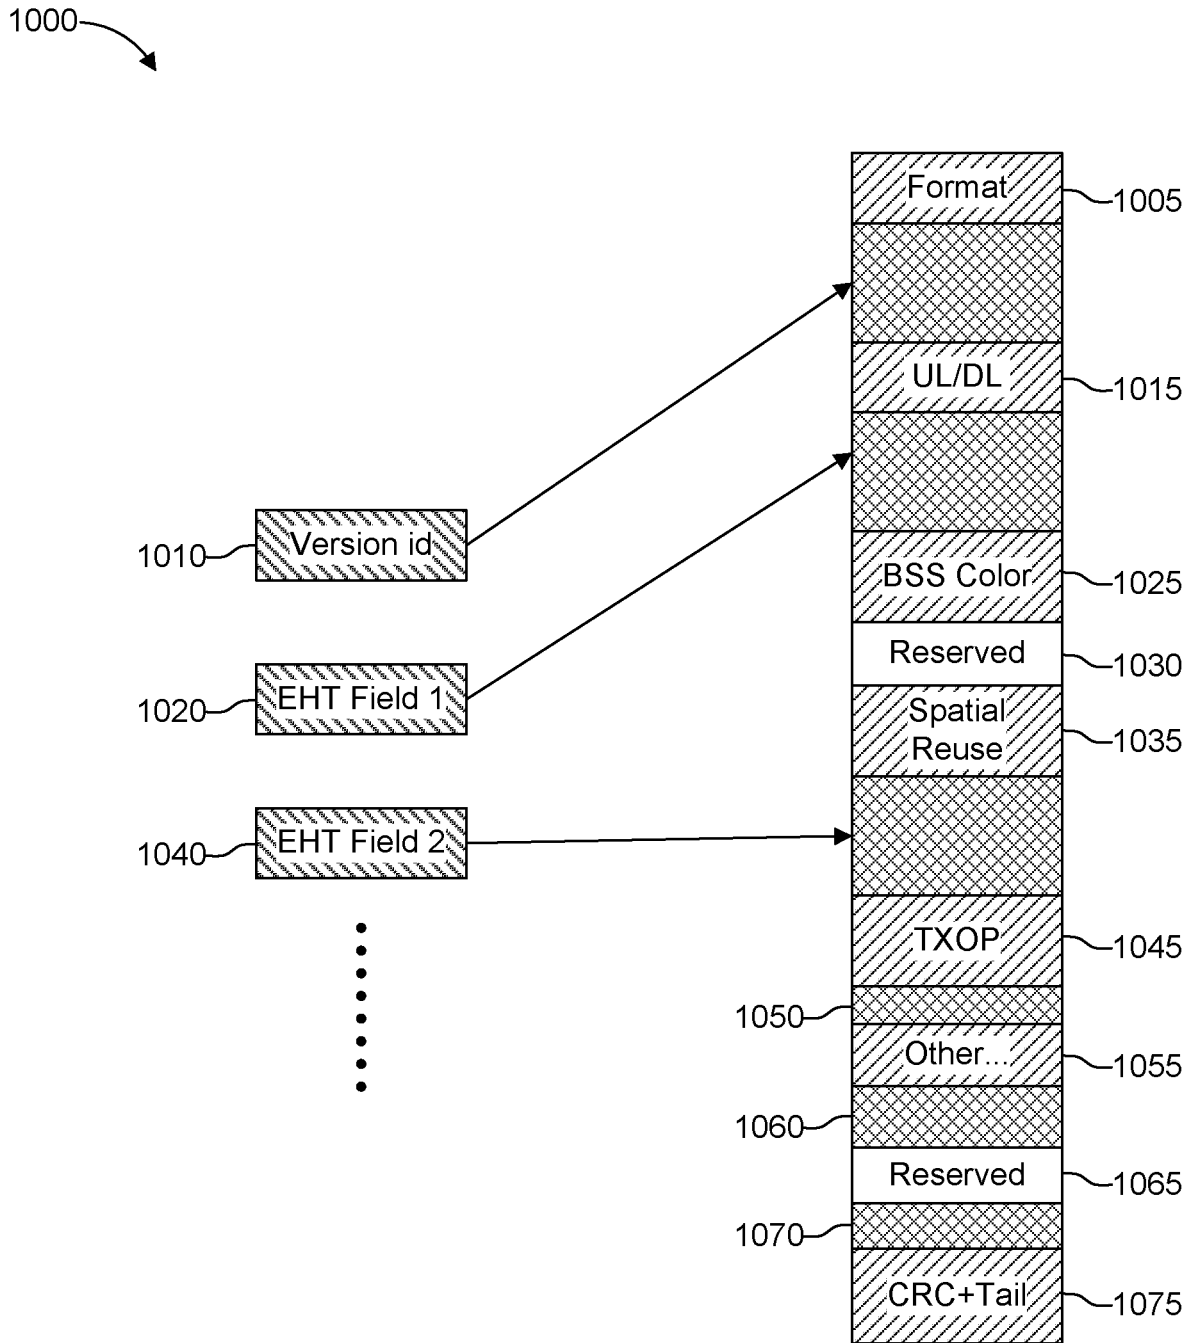 1000
Format
1005
UL/DL
1015
Version id
1010
BSS Color
1025
Reserved
1030
EHT Field 1
1020
Spatial
Reuse
1035
EHT Field 2
1040
TXOP
1045
1050
Other...
1055
1060
Reserved
1065
1070
CRC+Tail
1075